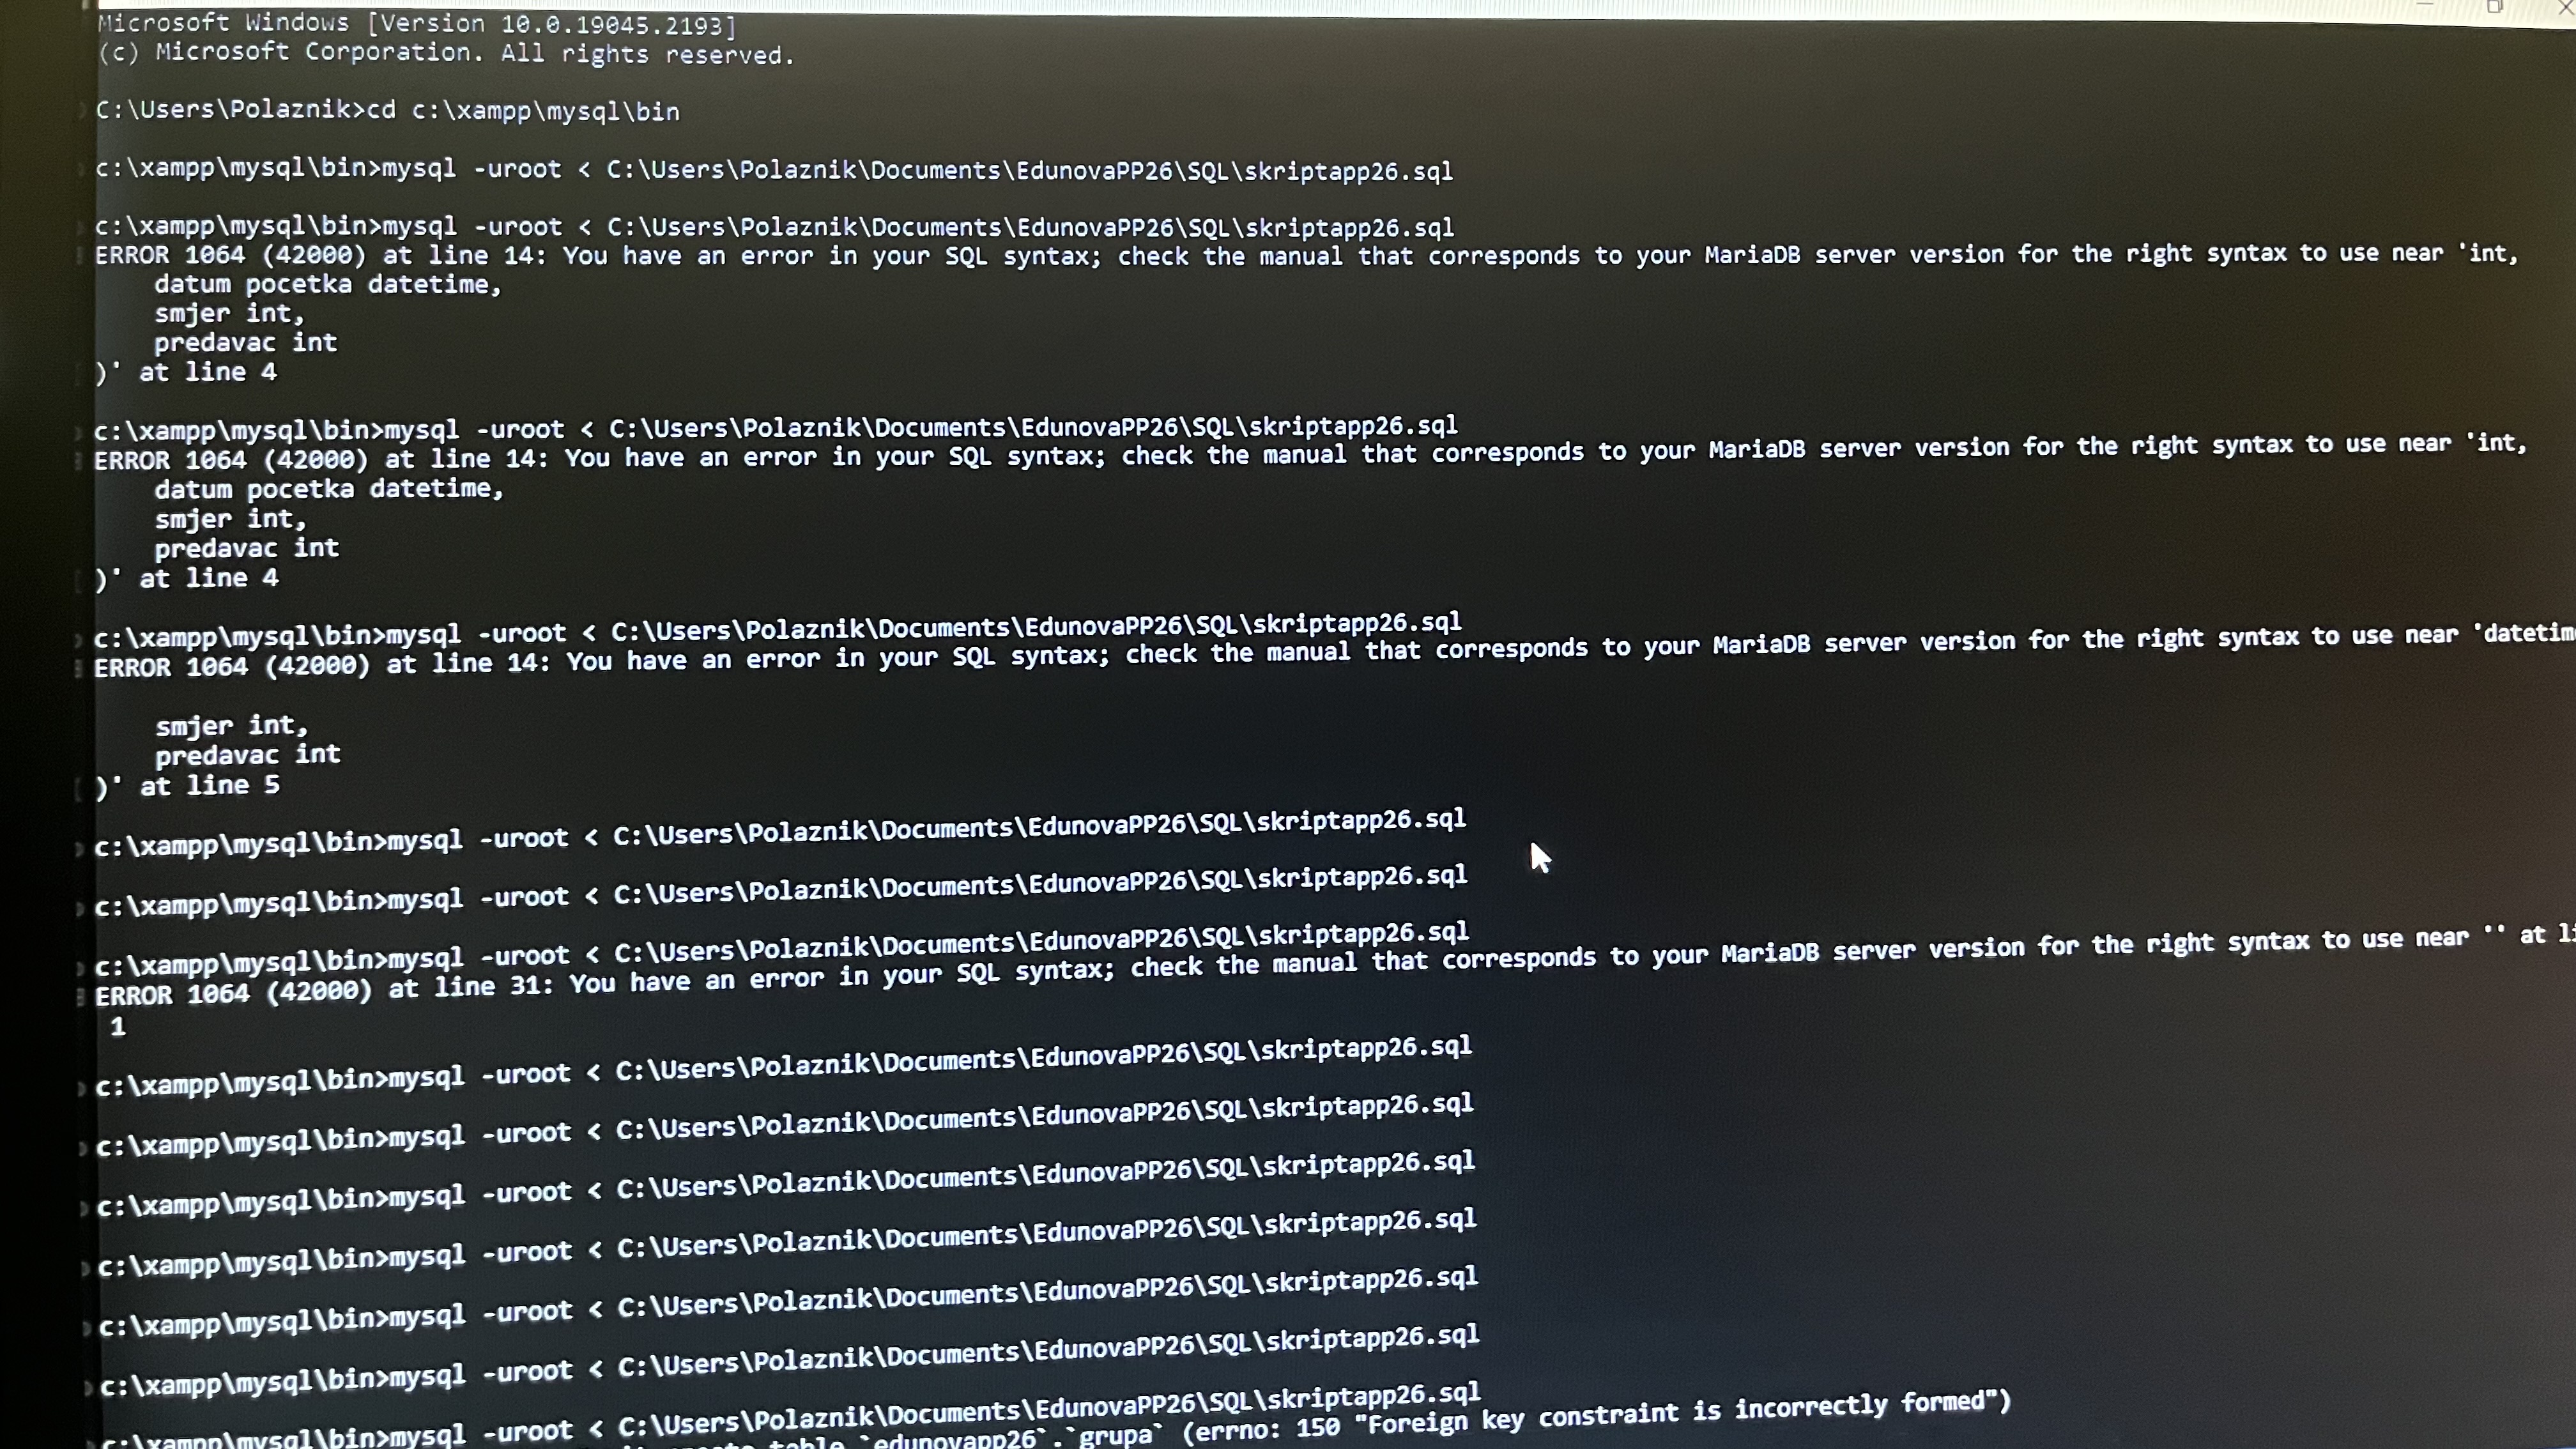 Microsoft Windows [Version 10.0.19045.2193]
(c) Microsoft Corporation. All rights reserved.
C:\Users\Polaznik>cd c:\xampp\mysql\bin
c:\xampp\mysql\bin>mysql -uroot < C:\Users\Polaznik\Documents\EdunovaPP26\SQL\skriptapp26.sql
c:\xampp\mysql\bin>mysql -uroot < C:\Users\Polaznik\Documents\EdunovaPP26\SQL\skriptapp26.sql
ERROR 1064 (42000) at line 14: You have an error in your SQL syntax; check the manual that corresponds to your MariaDB server version for the right syntax to use near 'int,
datum pocetka datetime,
smjer int,
predavac int
)' at line 4
c:\xampp\mysql\bin>mysql -uroot < C:\Users\Polaznik\Documents\EdunovaPP26\SQL\skriptapp26.sql
ERROR 1064 (42000) at line 14: You have an error in your SQL syntax; check the manual that corresponds to your MariaDB server version for the right syntax to use near 'int,
datum pocetka datetime,
smjer int,
predavac int
)' at line 4
c:\xampp\mysql\bin>mysql -uroot < C:\Users\Polaznik\Documents\EdunovaPP26\SQL\skriptapp26.sql
ERROR 1064 (42000) at line 14: You have an error in your SQL syntax; check the manual that corresponds to your MariaDB server version for the right syntax to use near 'datetim
smjer int,
predavac int
)' at line 5
c:\xampp\mysql\bin>mysql -uroot < C:\Users\Polaznik\Documents\EdunovaPP26\SQL\skriptapp26.sql
c:\xampp\mysql\bin>mysql -uroot < C:\Users\Polaznik\Documents\EdunovaPP26\SQL\skriptapp26.sql
c:\xampp\mysql\bin>mysql -uroot < C:\Users\Polaznik\Documents\EdunovaPP26\SQL\skriptapp26.sql
ERROR 1064 (42000) at line 31: You have an error in your SQL syntax; check the manual that corresponds to your MariaDB server version for the right syntax to use near '' at li
1
c:\xampp\mysql\bin>mysql -uroot < C:\Users\Polaznik\Documents\EdunovaPP26\SQL\skriptapp26.sql
c:\xampp\mysql\bin>mysql -uroot < C:\Users\Polaznik\Documents\EdunovaPP26\SQL\skriptapp26.sql
c:\xampp\mysql\bin>mysql -uroot < C:\Users\Polaznik\Documents\EdunovaPP26\SQL\skriptapp26.sql
c:\xampp\mysql\bin>mysql -uroot < C:\Users\Polaznik\Documents\EdunovaPP26\SQL\skriptapp26.sql
c:\xampp\mysql\bin>mysql -uroot < C:\Users\Polaznik\Documents\EdunovaPP26\SQL\skriptapp26.sql
c:\xampp\mysql\bin>mysql -uroot < C:\Users\Polaznik\Documents\EdunovaPP26\SQL\skriptapp26.sql
c:\xampp\mysql\bin>mysql -uroot < C:\Users\Polaznik\Documents\EdunovaPP26\SQL\skriptapp26.sql
table `edunovapp26`.`grupa` (errno: 150 "Foreign key constraint is incorrectly formed")